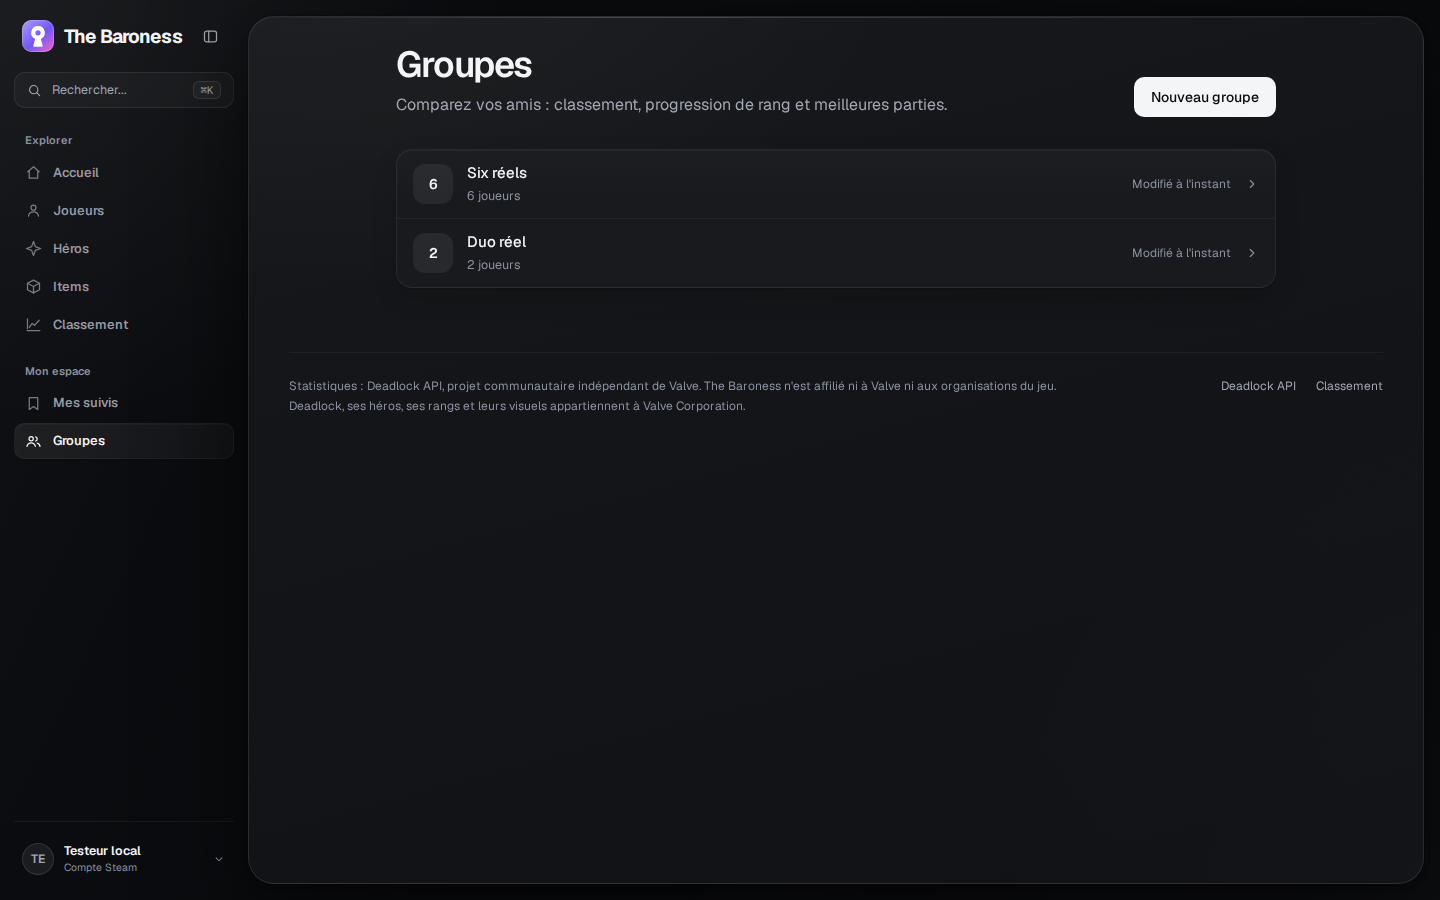 The Baroness
Rechercher...
⌘K
Explorer
Accueil
Joueurs
Héros
Items
Classement
Mon espace
Mes suivis
Groupes
TE
Testeur local
Compte Steam
Groupes
Comparez vos amis : classement, progression de rang et meilleures parties.
Nouveau groupe
6
Six réels
6 joueurs
Modifié à l'instant
2
Duo réel
2 joueurs
Modifié à l'instant
Statistiques : Deadlock API, projet communautaire indépendant de Valve. The Baroness n'est affilié ni à Valve ni aux organisations du jeu.
Deadlock, ses héros, ses rangs et leurs visuels appartiennent à Valve Corporation.
Deadlock API
Classement